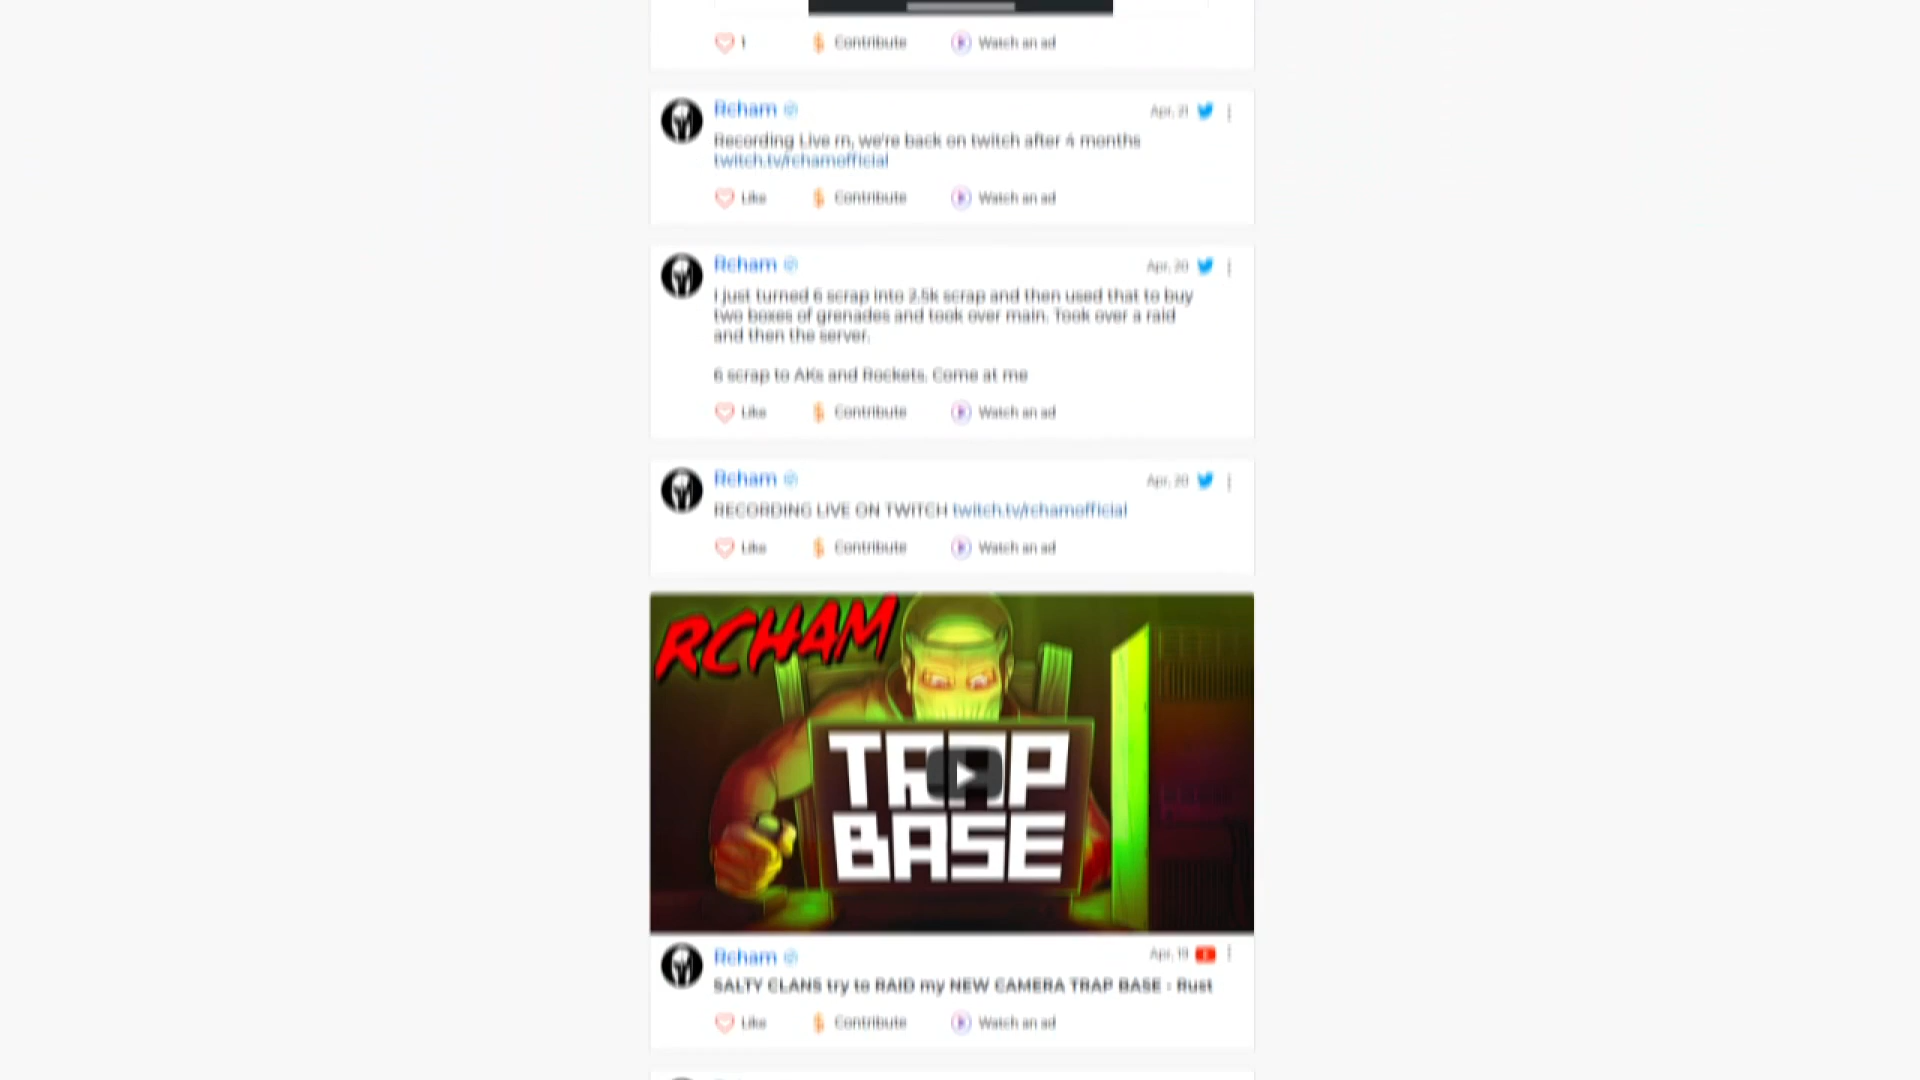 1 Contribute Watch an ad
Rcham Apr, 21
Recording Live rn, we're back on twitch after 4 months
twitch.tv/rchamofficial
Like Contribute Watch an ad
Rcham Apr, 20
I just turned 6 scrap into 2.5k scrap and then used that to buy
two boxes of grenades and took over main. Took over a raid
and then the server.
6 scrap to AKs and Rockets. Come at me
Like Contribute Watch an ad
Rcham Apr, 20
RECORDING LIVE ON TWITCH twitch.tv/rchamofficial
Like Contribute Watch an ad
RCHAM
TRAP
BASE
Rcham Apr, 19
SALTY CLANS try to RAID my NEW CAMERA TRAP BASE - Rust
Like Contribute Watch an ad